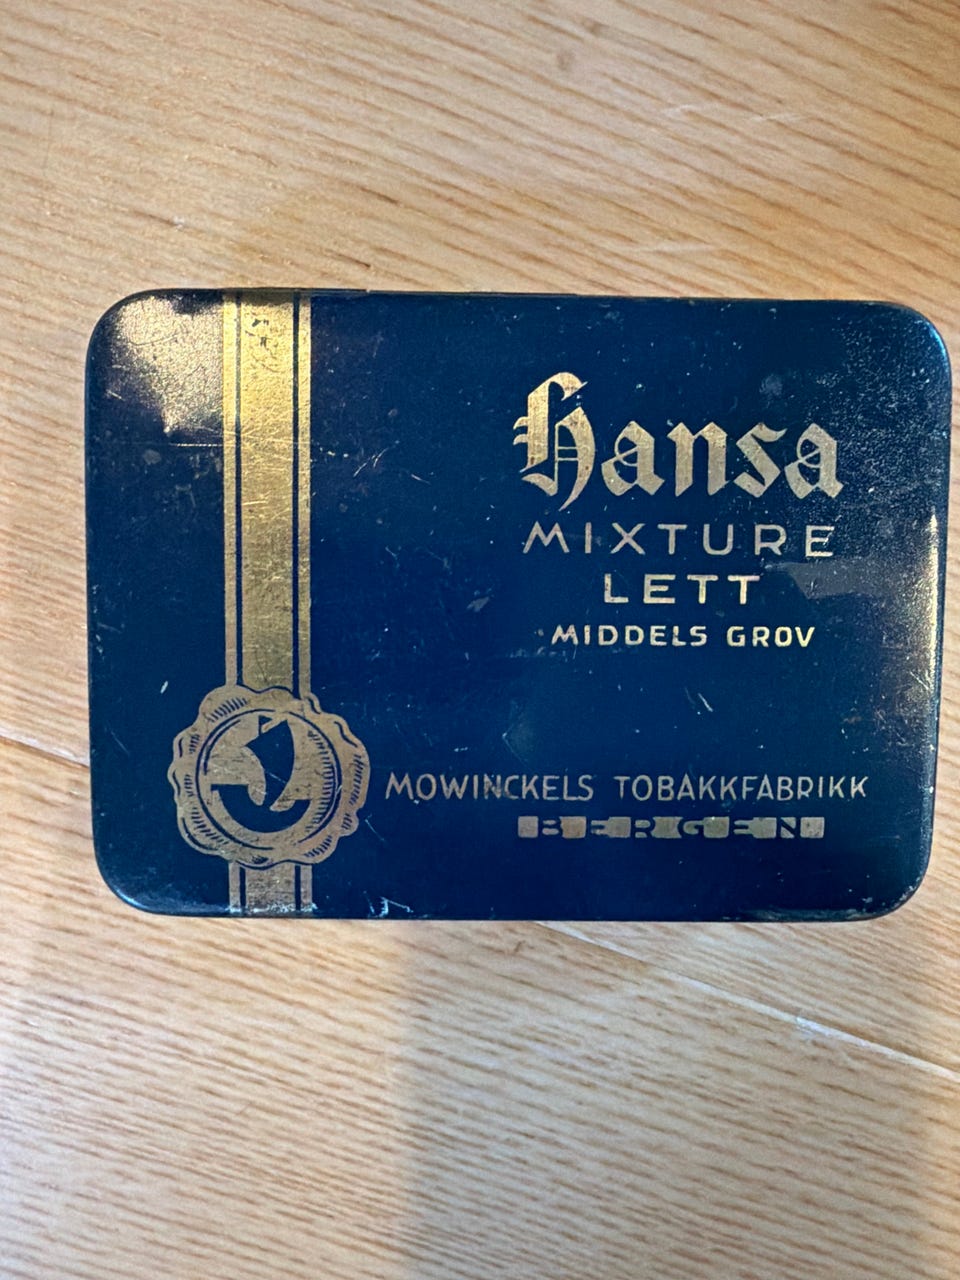 Hansa
MIXTURE
LETT
MIDDELS GROV
MOWINCKELS TOBAKKFABRIKK
BERGEN